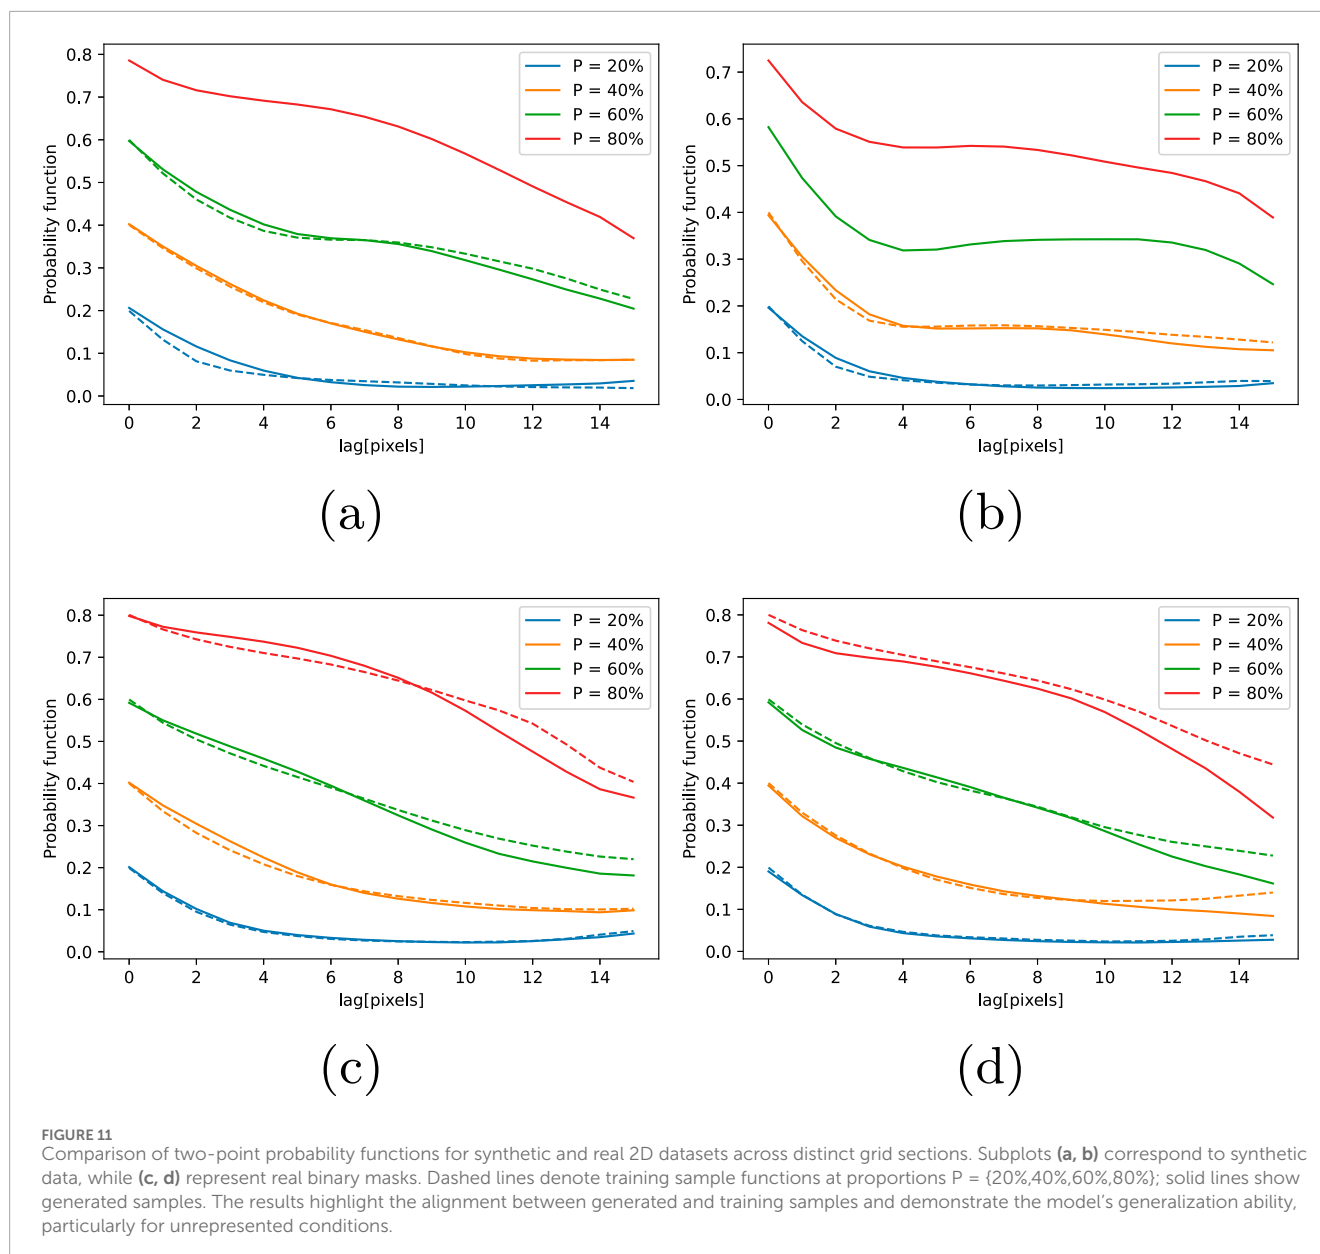 0.8
0.7
0.6
0.5
0.4
0.3
0.2
0.1
0.0
Probability function
0 2 4 6 8 10 12 14
lag[pixels]
P = 20%
P = 40%
P = 60%
P = 80%
(a)
0.7
0.6
0.5
0.4
0.3
0.2
0.1
0.0
Probability function
0 2 4 6 8 10 12 14
lag[pixels]
P = 20%
P = 40%
P = 60%
P = 80%
(b)
0.8
0.7
0.6
0.5
0.4
0.3
0.2
0.1
0.0
Probability function
0 2 4 6 8 10 12 14
lag[pixels]
P = 20%
P = 40%
P = 60%
P = 80%
(c)
0.8
0.7
0.6
0.5
0.4
0.3
0.2
0.1
0.0
Probability function
0 2 4 6 8 10 12 14
lag[pixels]
P = 20%
P = 40%
P = 60%
P = 80%
(d)
FIGURE 11
Comparison of two-point probability functions for synthetic and real 2D datasets across distinct grid sections. Subplots (a, b) correspond to synthetic
data, while (c, d) represent real binary masks. Dashed lines denote training sample functions at proportions P = {20%,40%,60%,80%}; solid lines show
generated samples. The results highlight the alignment between generated and training samples and demonstrate the model's generalization ability,
particularly for unrepresented conditions.